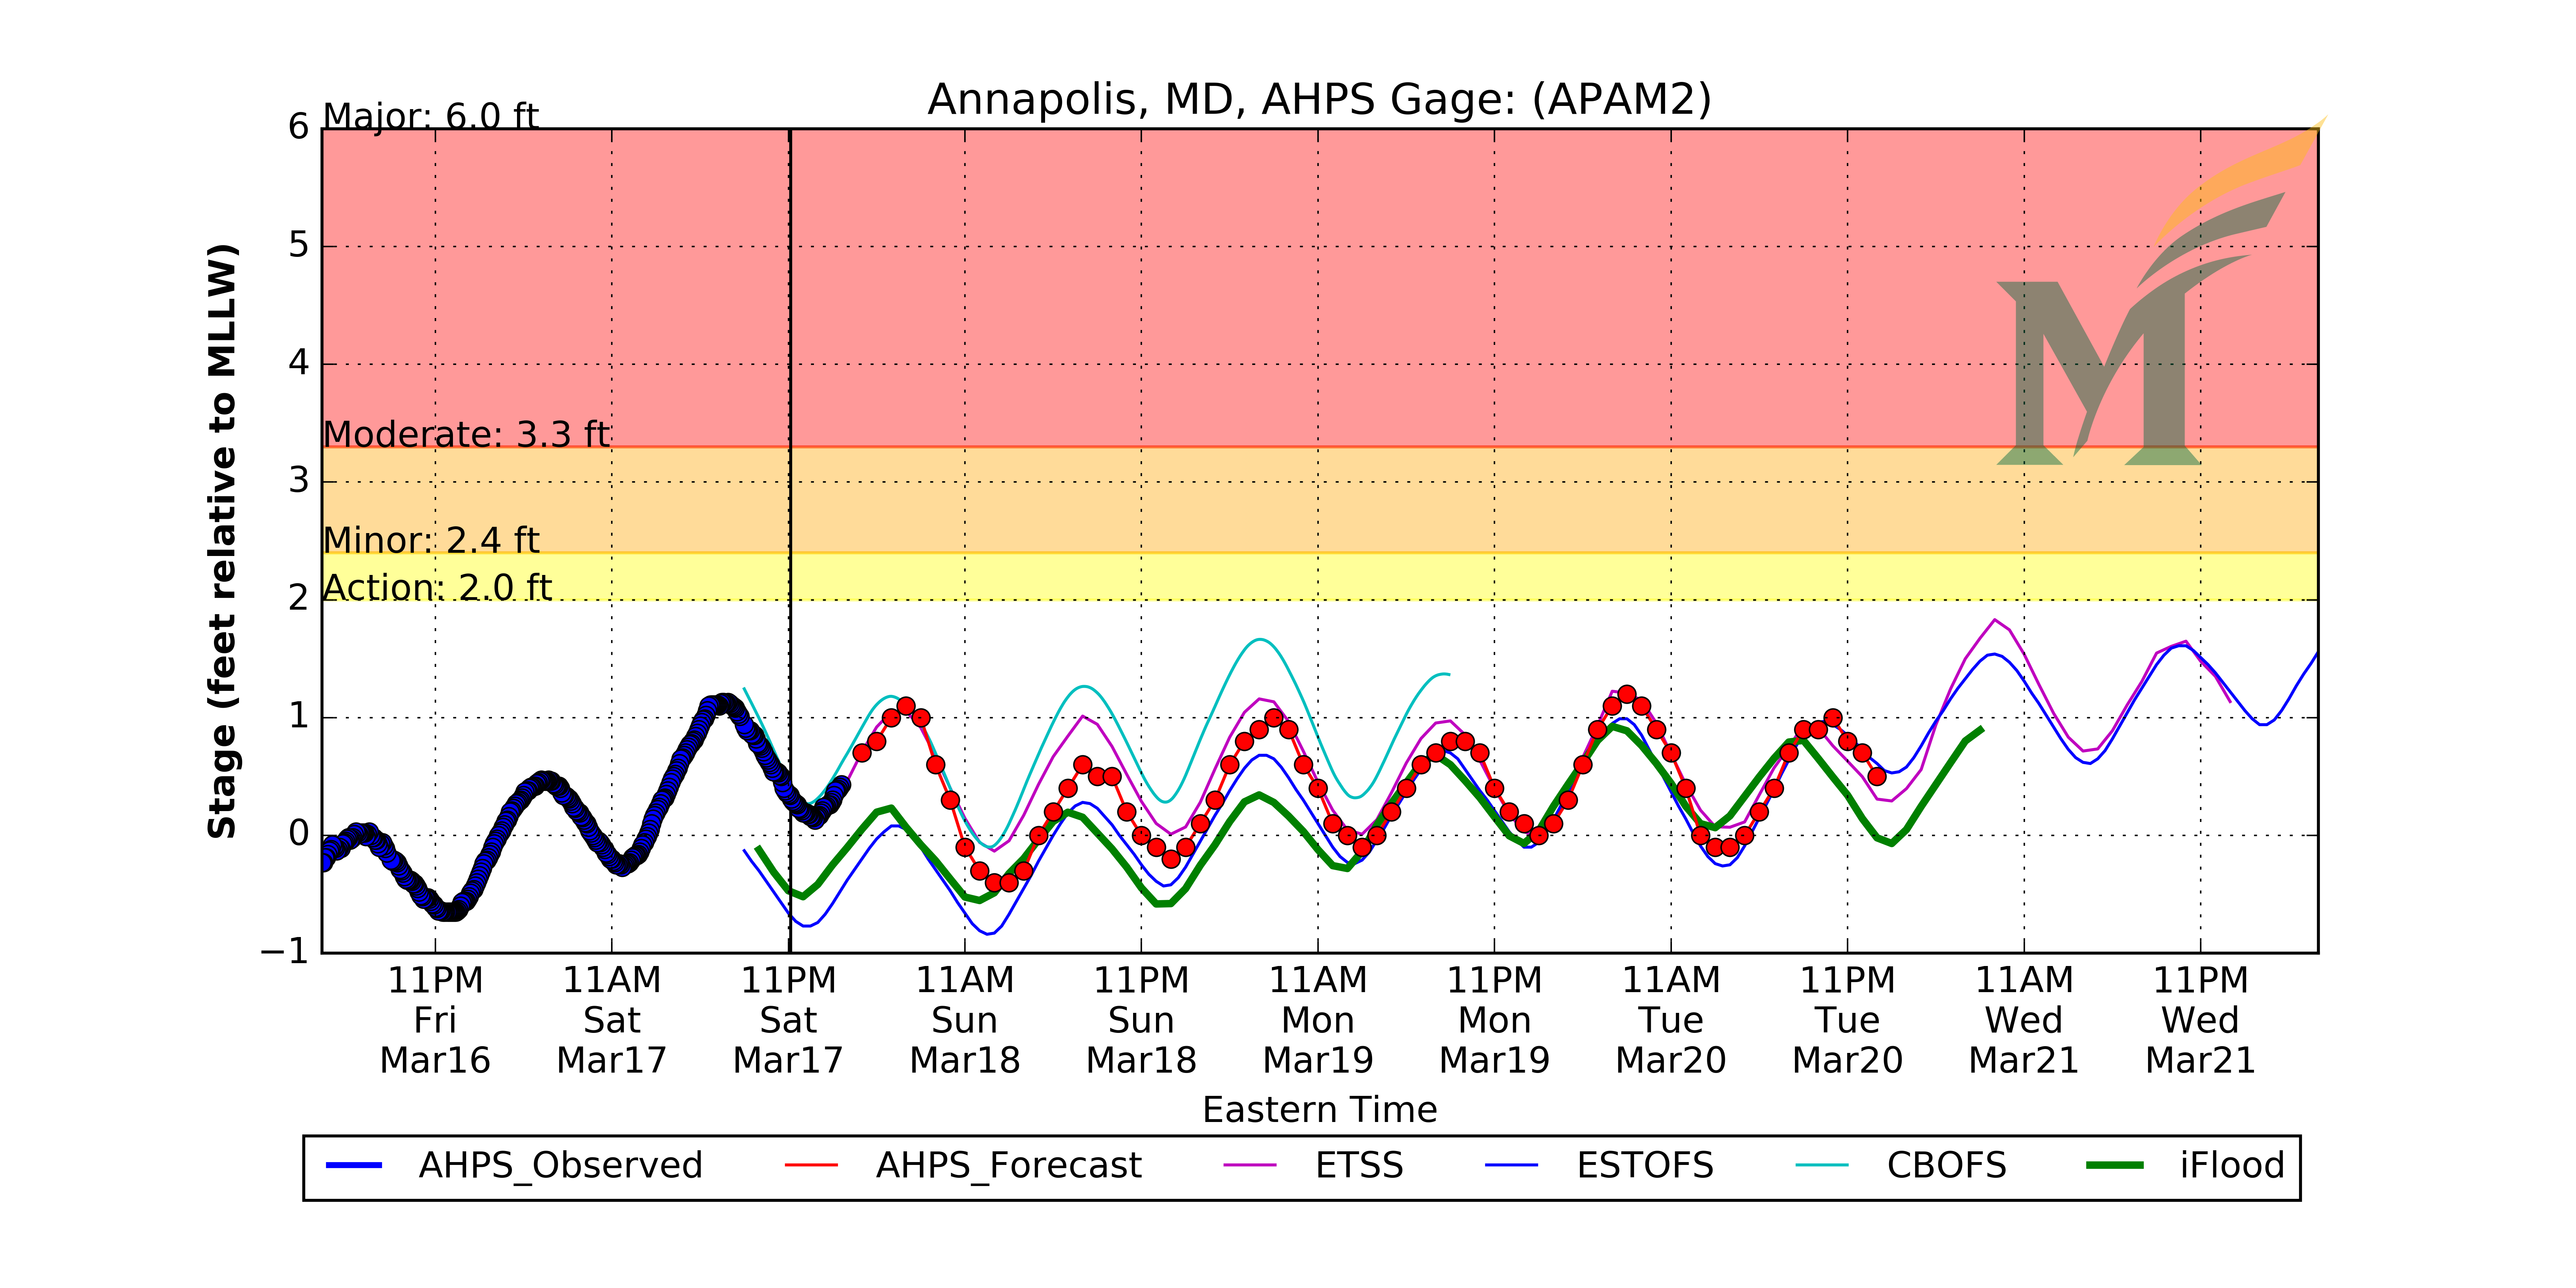 Annapolis, MD, AHPS Gage: (APAM2)
Major: 6.0 ft
Moderate: 3.3 ft
Minor: 2.4 ft
Action: 2.0 ft
Stage (feet relative to MLLW)
6
5
4
3
2
1
0
−1
11PM 11AM 11PM 11AM 11PM 11AM 11PM 11AM 11PM 11AM 11PM
Fri Sat Sat Sun Sun Mon Mon Tue Tue Wed Wed
Mar16 Mar17 Mar17 Mar18 Mar18 Mar19 Mar19 Mar20 Mar20 Mar21 Mar21
Eastern Time
AHPS_Observed AHPS_Forecast ETSS ESTOFS CBOFS iFlood
M